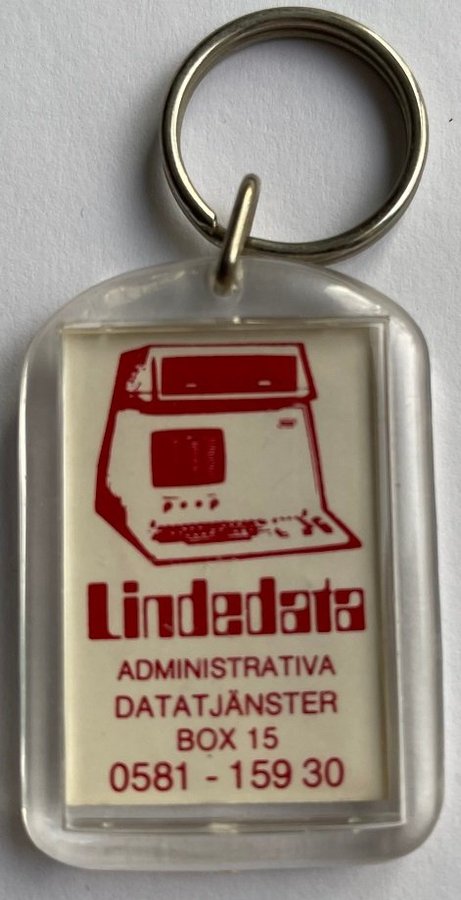 Lindedata
ADMINISTRATIVA
DATATJÄNSTER
BOX 15
0581 - 159 30